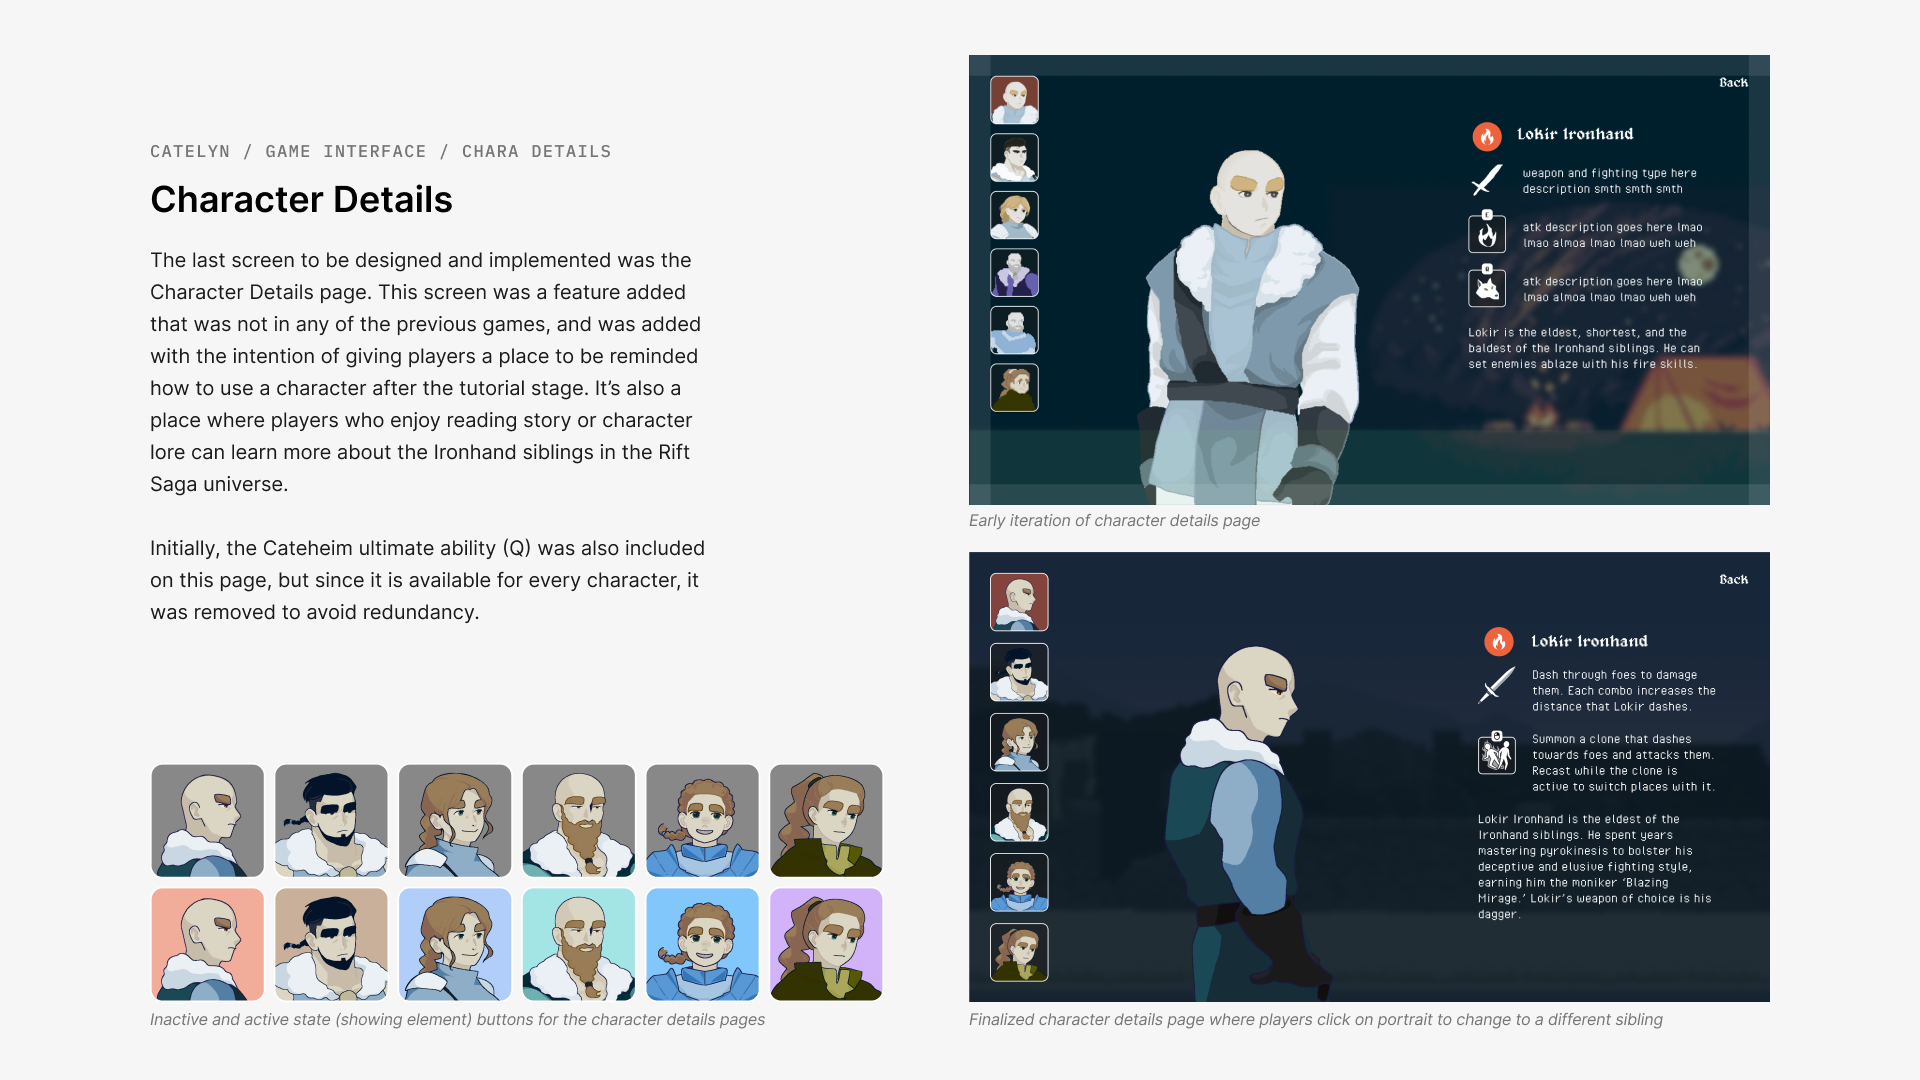 CATELYN / GAME INTERFACE / CHARA DETAILS
Character Details
The last screen to be designed and implemented was the
Character Details page. This screen was a feature added
that was not in any of the previous games, and was added
with the intention of giving players a place to be reminded
how to use a character after the tutorial stage. It’s also a
place where players who enjoy reading story or character
lore can learn more about the Ironhand siblings in the Rift
Saga universe.
Initially, the Cateheim ultimate ability (Q) was also included
on this page, but since it is available for every character, it
was removed to avoid redundancy.
Inactive and active state (showing element) buttons for the character details pages
Back
Lokir Ironhand
weapon and fighting type here
description smth smth smth
atk description goes here lmao
lmao almoa lmao lmao weh weh
atk description goes here lmao
lmao almoa lmao lmao weh weh
Lokir is the eldest, shortest, and the
baldest of the Ironhand siblings. He can
set enemies ablaze with his fire skills.
Early iteration of character details page
Back
Lokir Ironhand
Dash through foes to damage
them. Each combo increases the
distance that Lokir dashes.
Summon a clone that dashes
towards foes and attacks them.
Recast while the clone is
active to switch places with it.
Lokir Ironhand is the eldest of the
Ironhand siblings. He spent years
mastering pyrokinesis to bolster his
deceptive and elusive fighting style,
earning him the moniker ‘Blazing
Mirage.’ Lokir’s weapon of choice is his
dagger.
Finalized character details page where players click on portrait to change to a different sibling